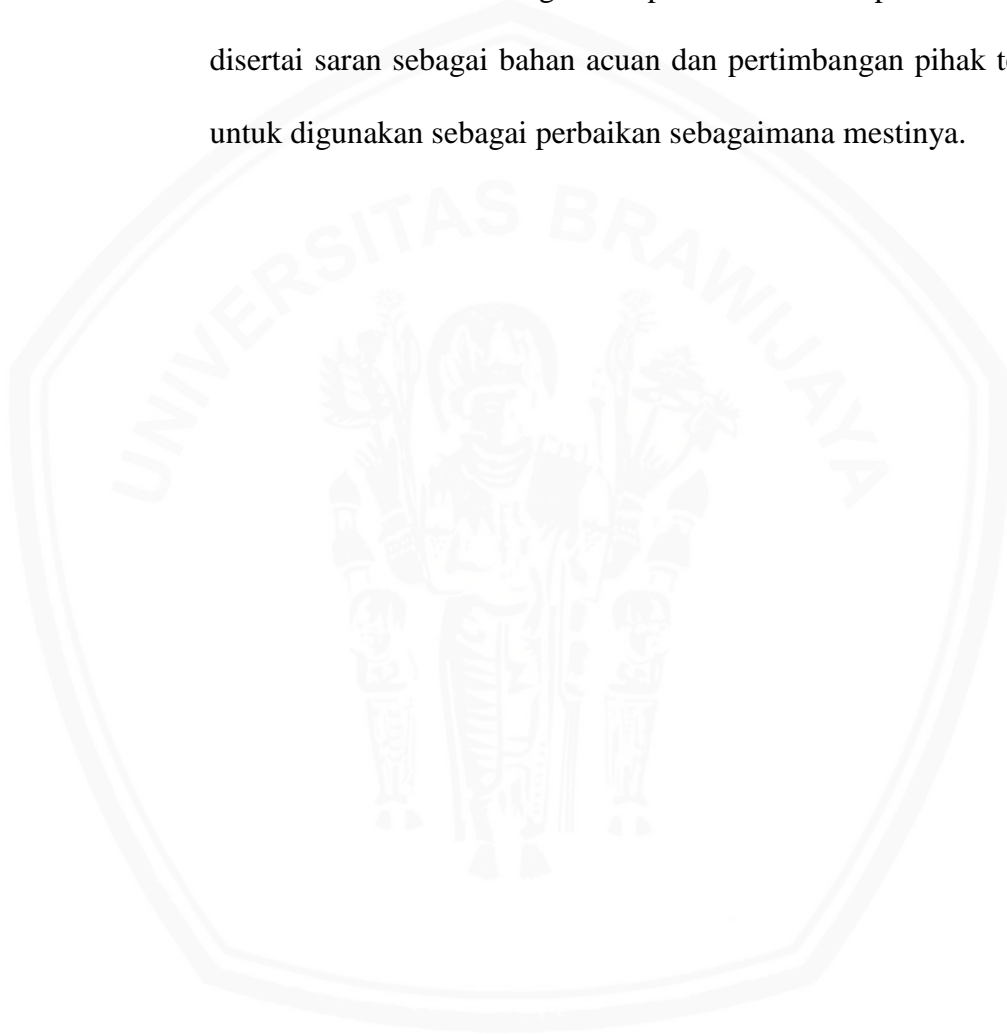 disertai saran sebagai bahan acuan dan pertimbangan pihak
untuk digunakan sebagai perbaikan sebagaimana mestinya.
UNIVERSITAS BRAWIJAYA